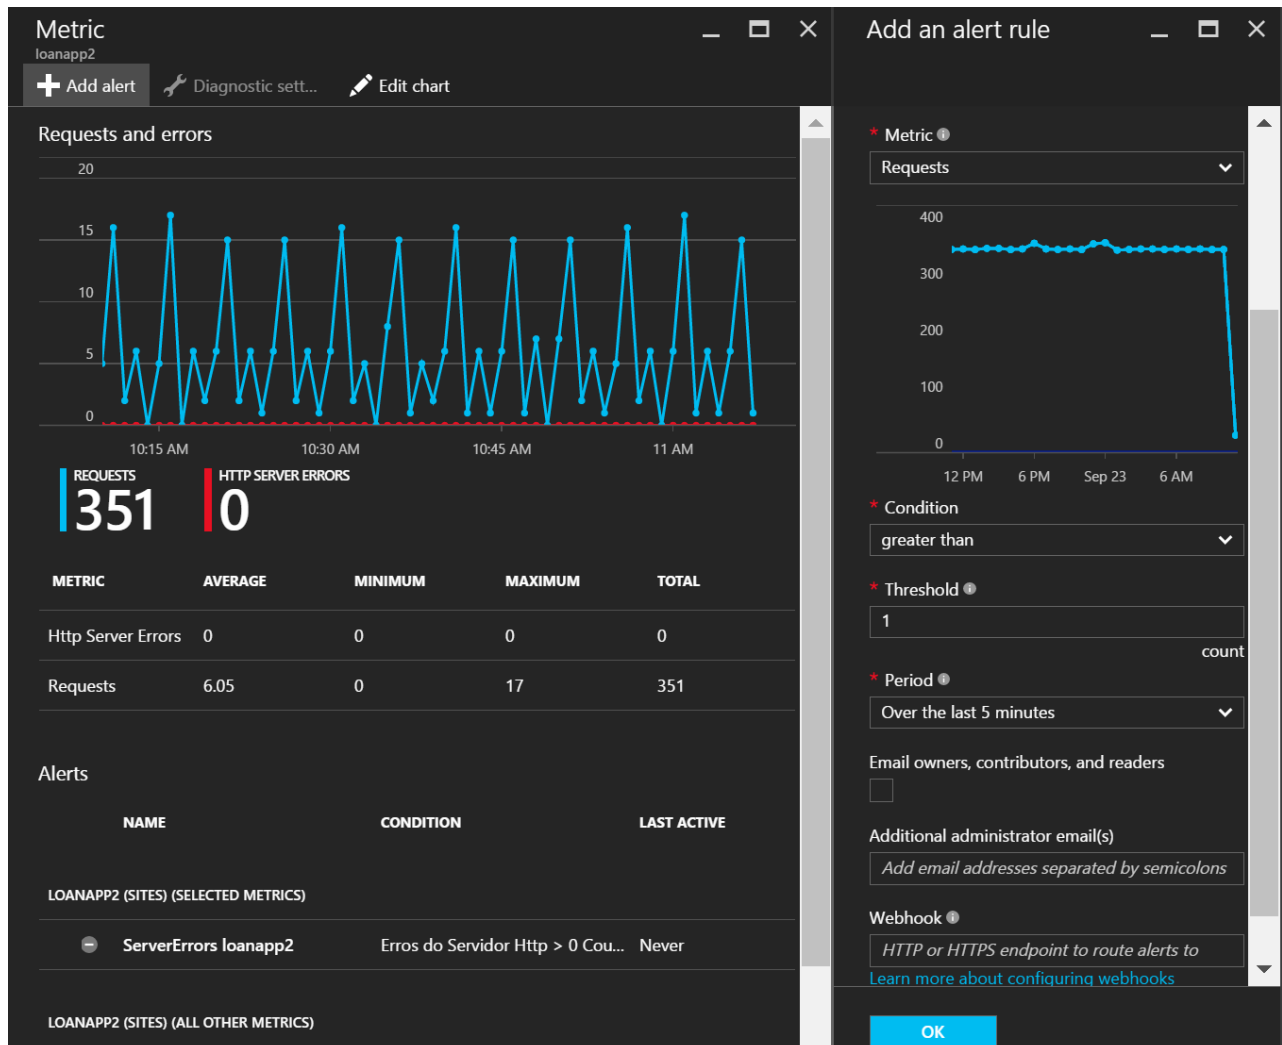 Metric
loanapp2
Add alert
Diagnostic sett...
Edit chart
Requests and errors
20
15
10
5
0
10:15 AM
10:30 AM
10:45 AM
11 AM
REQUESTS
351
HTTP SERVER ERRORS
0
METRIC AVERAGE MINIMUM MAXIMUM TOTAL
Http Server Errors 0 0 0 0
Requests 6.05 0 17 351
Alerts
NAME CONDITION LAST ACTIVE
LOANAPP2 (SITES) (SELECTED METRICS)
ServerErrors loanapp2 Erros do Servidor Http > 0 Cou... Never
LOANAPP2 (SITES) (ALL OTHER METRICS)
Add an alert rule
* Metric
Requests
400
300
200
100
0
12 PM
6 PM
Sep 23
6 AM
* Condition
greater than
* Threshold
1
count
* Period
Over the last 5 minutes
Email owners, contributors, and readers
Additional administrator email(s)
Add email addresses separated by semicolons
Webhook
HTTP or HTTPS endpoint to route alerts to
Learn more about configuring webhooks
OK